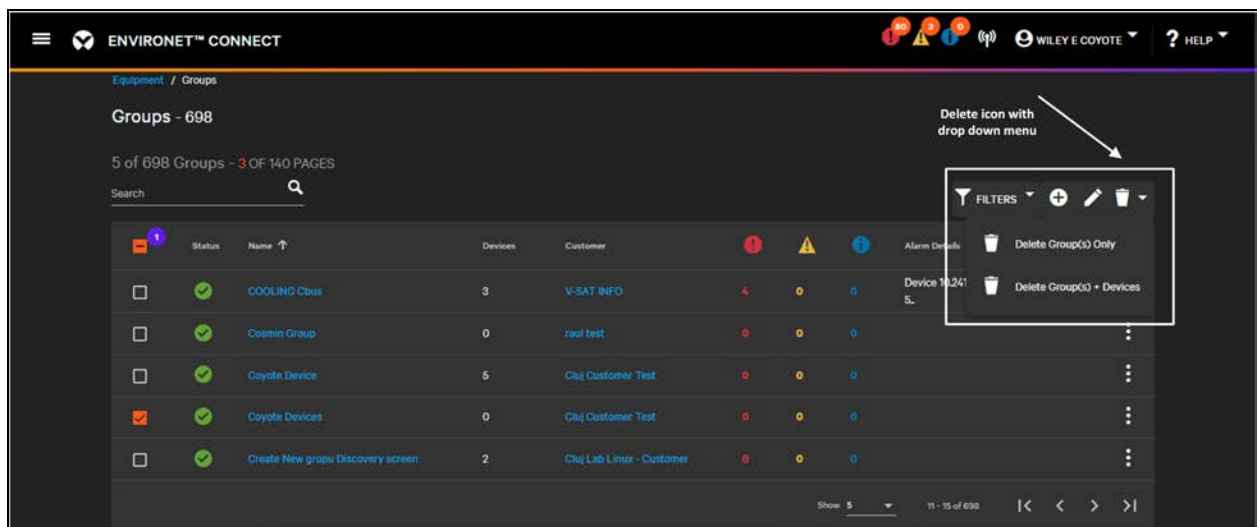 ENVIRONET™ CONNECT
80
3
0
WILEY E COYOTE
? HELP
Equipment / Groups
Groups - 698
Delete icon with
drop down menu
5 of 698 Groups - 3 OF 140 PAGES
Search
FILTERS
1
Status
Name
Devices
Customer
Alarm Details
Delete Group(s) Only
Delete Group(s) + Devices
COOLING Cbus
3
V-SAT INFO
4
0
0
Device 10.241
5..
Cosmin Group
0
raul test
0
0
0
Coyote Device
5
Cluj Customer Test
0
0
0
Coyote Devices
0
Cluj Customer Test
0
0
0
Create New gropu Discovery screen
2
Cluj Lab Linux - Customer
0
0
0
Show 5
11 - 15 of 698